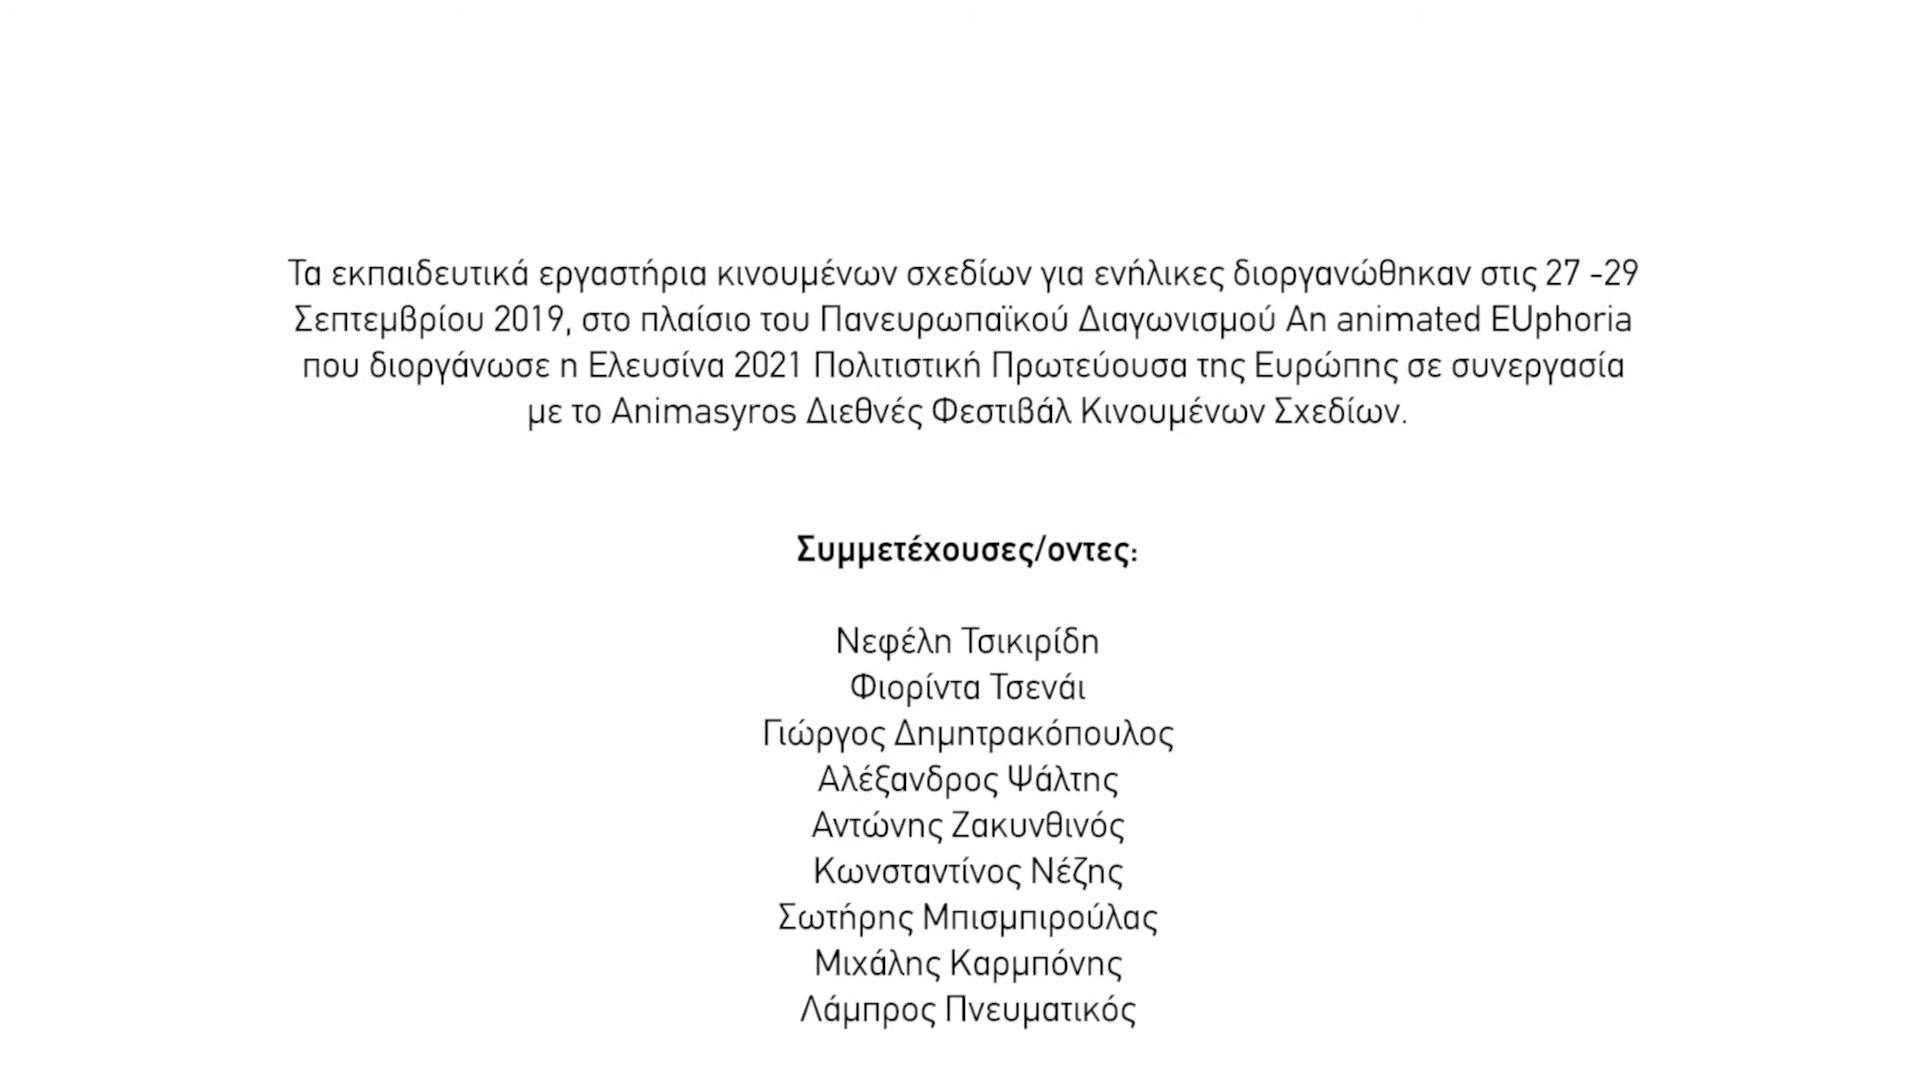 Τα εκπαιδευτικά εργαστήρια κινουμένων σχεδίων για ενήλικες διοργανώθηκαν στις 27 -29
Σεπτεμβρίου 2019, στο πλαίσιο του Πανευρωπαϊκού Διαγωνισμού An animated EUphoria
που διοργάνωσε η Ελευσίνα 2021 Πολιτιστική Πρωτεύουσα της Ευρώπης σε συνεργασία
με το Animasyros Διεθνές Φεστιβάλ Κινουμένων Σχεδίων.
Συμμετέχουσες/οντες:
Νεφέλη Τσικιρίδη
Φιορίντα Τσενάι
Γιώργος Δημητρακόπουλος
Αλέξανδρος Ψάλτης
Αντώνης Ζακυνθινός
Κωνσταντίνος Νέζης
Σωτήρης Μπισμπιρούλας
Μιχάλης Καρμπόνης
Λάμπρος Πνευματικός